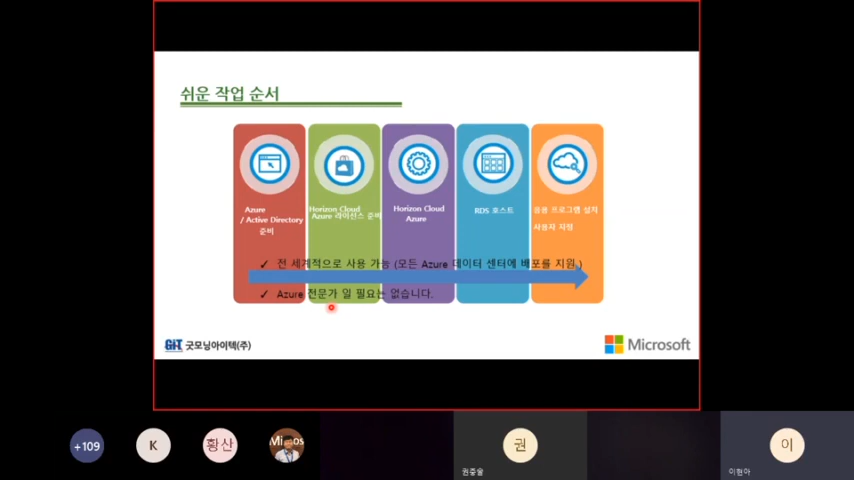 쉬운 작업 순서
Azure
/ Active Directory
준비
Horizon Cloud
Azure 라이선스 준비
Horizon Cloud
Azure
RDS 호스트
응용 프로그램 설치
사용자 지정
✓ 전 세계적으로 사용 가능 (모든 Azure 데이터 센터에 배포를 지원.)
✓ Azure 전문가 일 필요는 없습니다.
GIT 굿모닝아이텍(주)
Microsoft
+109
K
황산
권
이
이현아